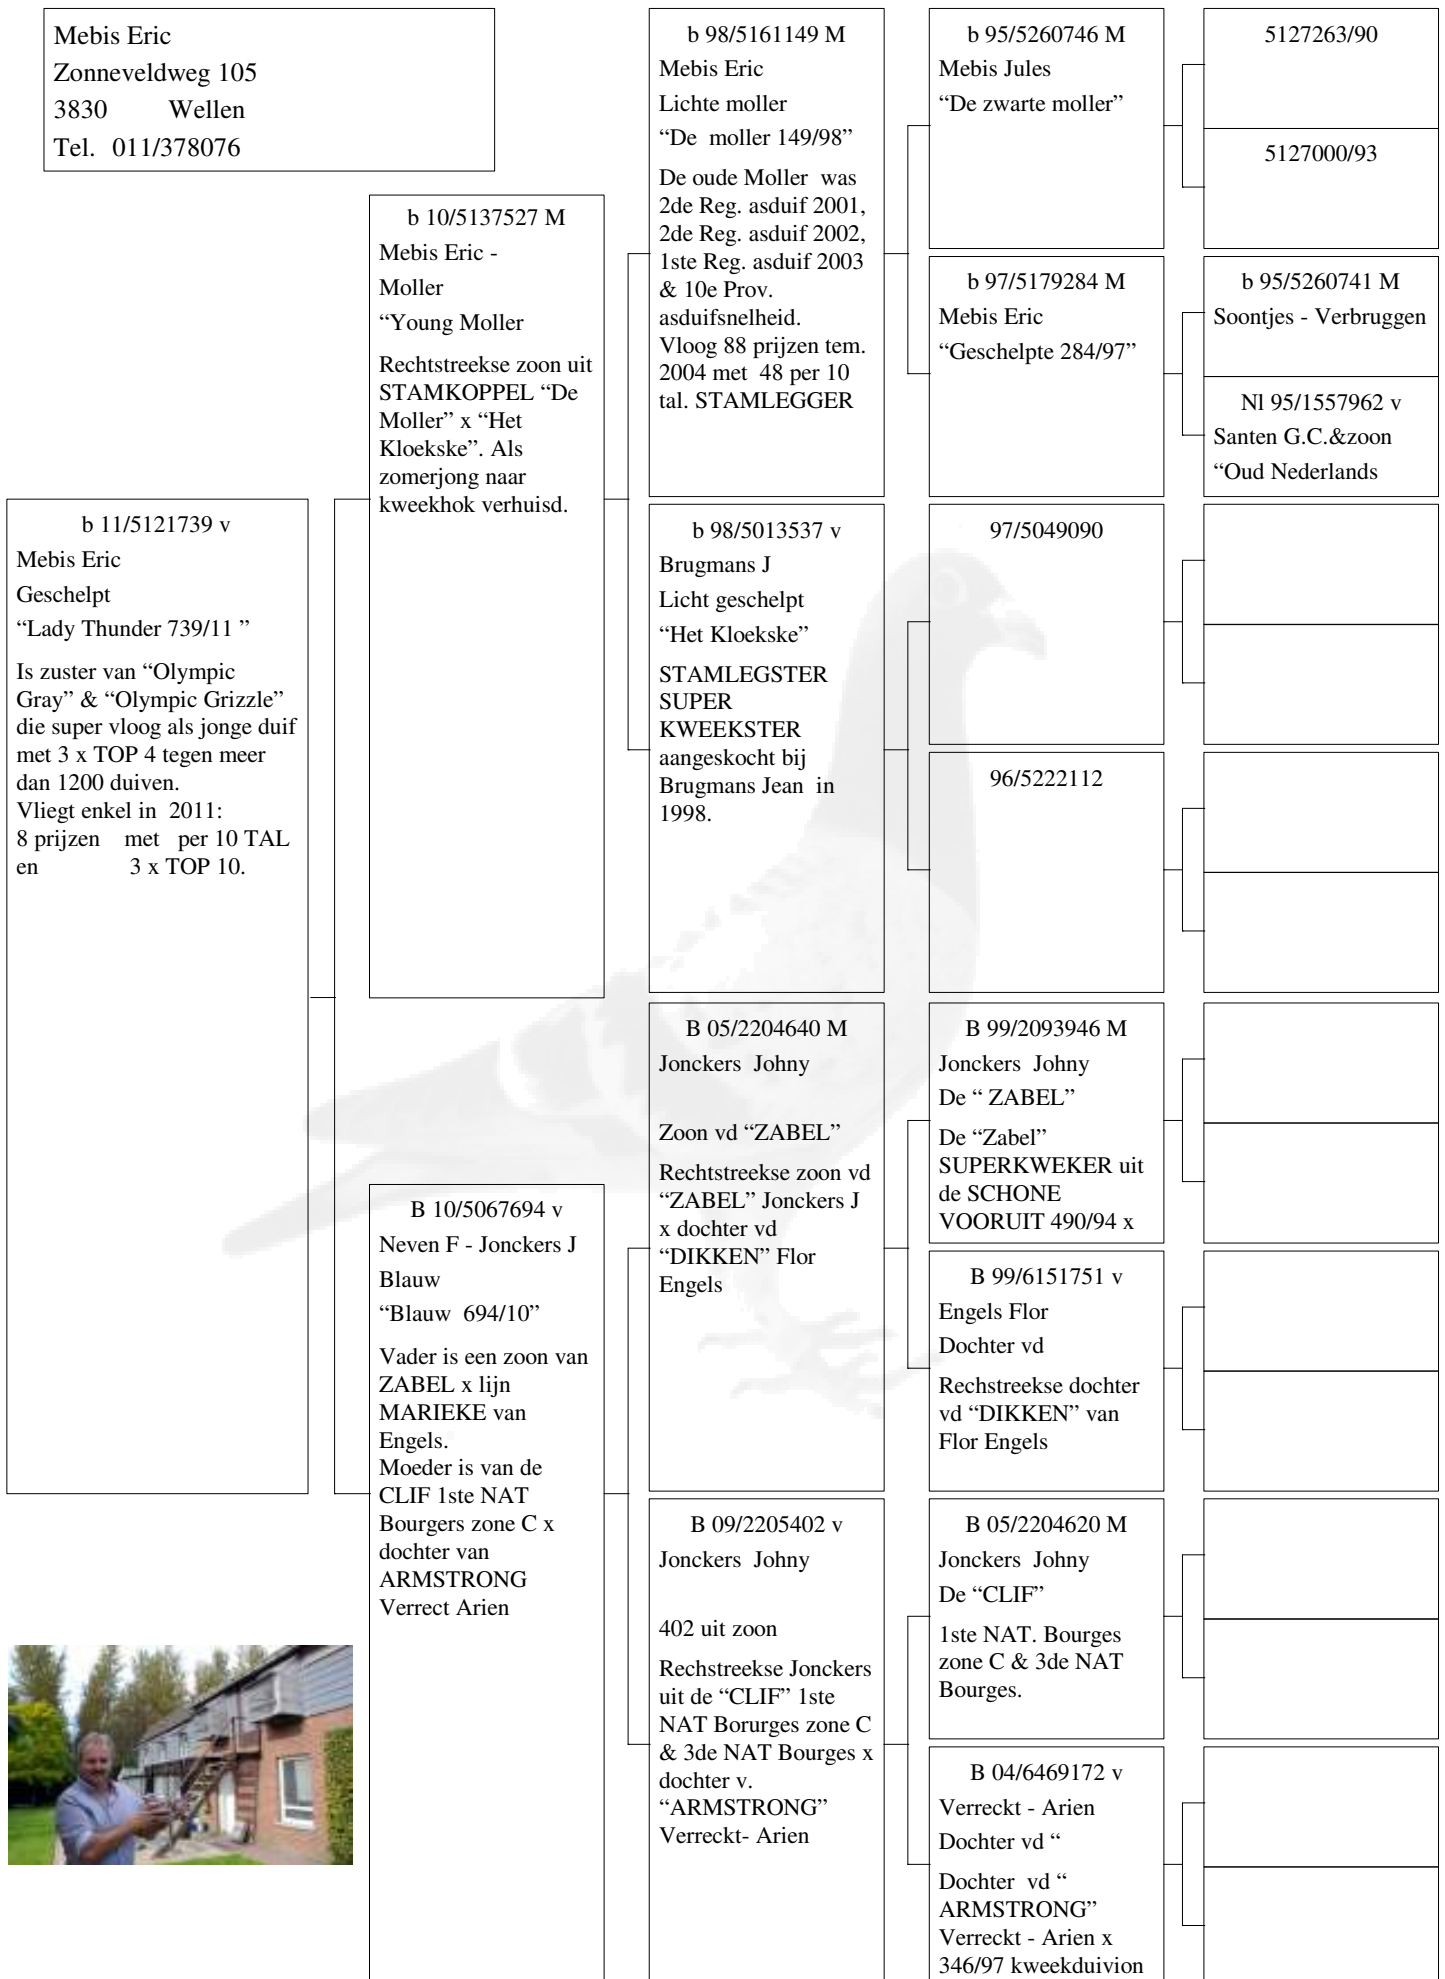 Mebis Eric
Zonneveldweg 105
3830 Wellen
Tel. 011/378076
b 11/5121739 v
Mebis Eric
Geschelpt
“Lady Thunder 739/11 ”
Is zuster van “Olympic
Gray” & “Olympic Grizzle”
die super vloog als jonge duif
met 3 x TOP 4 tegen meer
dan 1200 duiven.
Vliegt enkel in 2011:
8 prijzen met per 10 TAL
en 3 x TOP 10.
b 10/5137527 M
Mebis Eric -
Moller
“Young Moller
Rechtstreekse zoon uit
STAMKOPPEL “De
Moller” x “Het
Kloekske”. Als
zomerjong naar
kweekhok verhuisd.
B 10/5067694 v
Neven F - Jonckers J
Blauw
“Blauw 694/10”
Vader is een zoon van
ZABEL x lijn
MARIEKE van
Engels.
Moeder is van de
CLIF 1ste NAT
Bourgers zone C x
dochter van
ARMSTRONG
Verrect Arien
b 98/5161149 M
Mebis Eric
Lichte moller
“De moller 149/98”
De oude Moller was
2de Reg. asduif 2001,
2de Reg. asduif 2002,
1ste Reg. asduif 2003
& 10e Prov.
asduifsnelheid.
Vloog 88 prijzen tem.
2004 met 48 per 10
tal. STAMLEGGER
b 98/5013537 v
Brugmans J
Licht geschelpt
“Het Kloekske”
STAMLEGSTER
SUPER
KWEEKSTER
aangeskocht bij
Brugmans Jean in
1998.
B 05/2204640 M
Jonckers Johny
Zoon vd “ZABEL”
Rechtstreekse zoon vd
“ZABEL” Jonckers J
x dochter vd
“DIKKEN” Flor
Engels
B 09/2205402 v
Jonckers Johny
402 uit zoon
Rechstreekse Jonckers
uit de “CLIF” 1ste
NAT Borurges zone C
& 3de NAT Bourges x
dochter v.
“ARMSTRONG”
Verreckt- Arien
b 95/5260746 M
Mebis Jules
“De zwarte moller”
b 97/5179284 M
Mebis Eric
“Geschelpte 284/97”
97/5049090
96/5222112
B 99/2093946 M
Jonckers Johny
De “ ZABEL”
De “Zabel”
SUPERKWEKER uit
de SCHONE
VOORUIT 490/94 x
B 99/6151751 v
Engels Flor
Dochter vd
Rechstreekse dochter
vd “DIKKEN” van
Flor Engels
B 05/2204620 M
Jonckers Johny
De “CLIF”
1ste NAT. Bourges
zone C & 3de NAT
Bourges.
B 04/6469172 v
Verreckt - Arien
Dochter vd “
Dochter vd “
ARMSTRONG”
Verreckt - Arien x
346/97 kweekduivion
5127263/90
5127000/93
b 95/5260741 M
Soontjes - Verbruggen
Nl 95/1557962 v
Santen G.C.&zoon
“Oud Nederlands